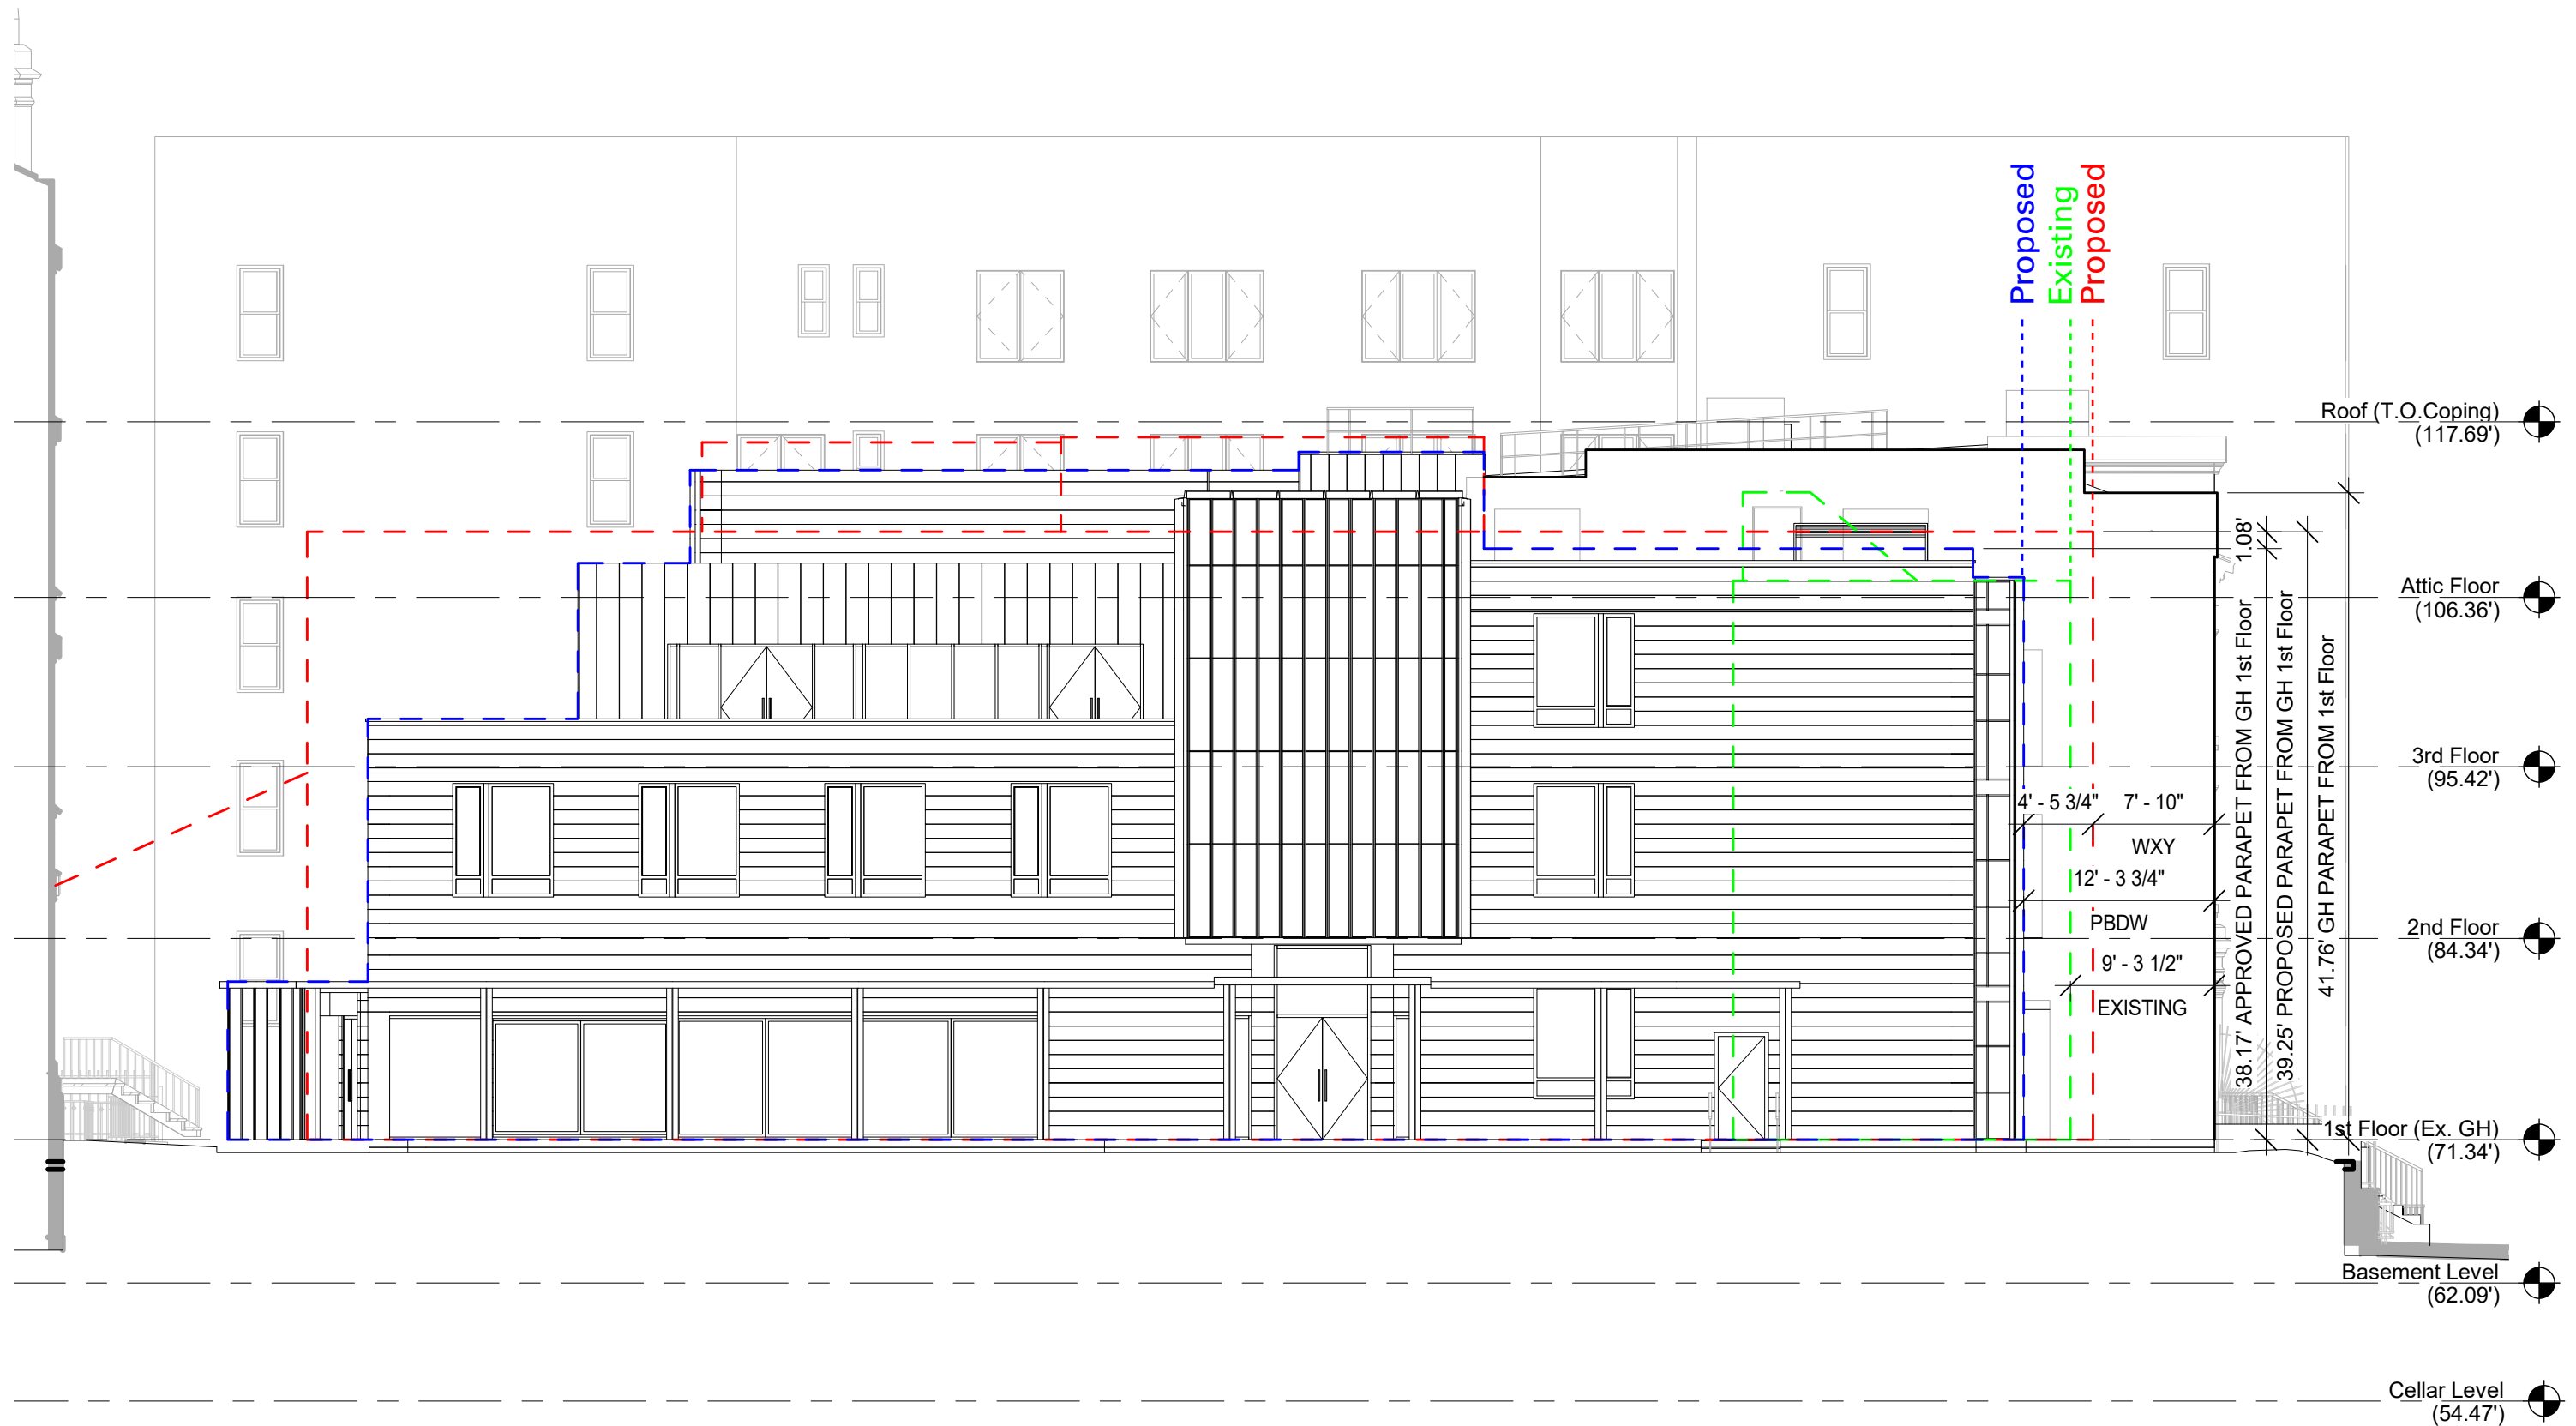 Proposed
Existing
Proposed
Roof (T.O.Coping)
(117.69')
1.08'
Attic Floor
(106.36')
38.17' APPROVED PARAPET FROM GH 1st Floor
39.25' PROPOSED PARAPET FROM GH 1st Floor
41.76' GH PARAPET FROM 1st Floor
3rd Floor
(95.42')
4' - 5 3/4"
7' - 10"
WXY
12' - 3 3/4"
PBDW
2nd Floor
(84.34')
9' - 3 1/2"
EXISTING
1st Floor (Ex. GH)
(71.34')
Basement Level
(62.09')
Cellar Level
(54.47')